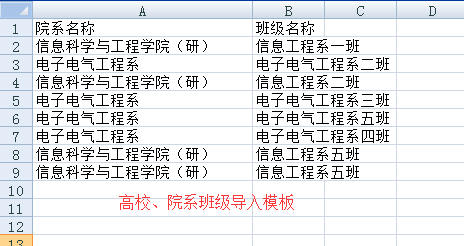 A B C D
1 院系名称 班级名称
2 信息科学与工程学院（研） 信息工程系一班
3 电子电气工程系 电子电气工程系二班
4 信息科学与工程学院（研） 信息工程系二班
5 电子电气工程系 电子电气工程系三班
6 电子电气工程系 电子电气工程系五班
7 电子电气工程系 电子电气工程系四班
8 信息科学与工程学院（研） 信息工程系五班
9 信息科学与工程学院（研） 信息工程系五班
10
11 高校、院系班级导入模板
12
13